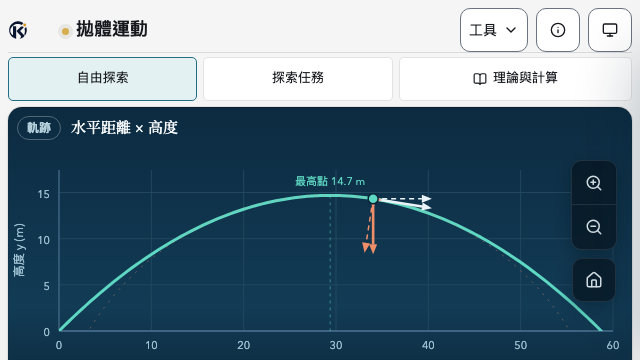 拋體運動
工具
自由探索
探索任務
理論與計算
軌跡
水平距離 × 高度
最高點 14.7 m
高度 y (m)
15
10
5
0
0 10 20 30 40 50 60